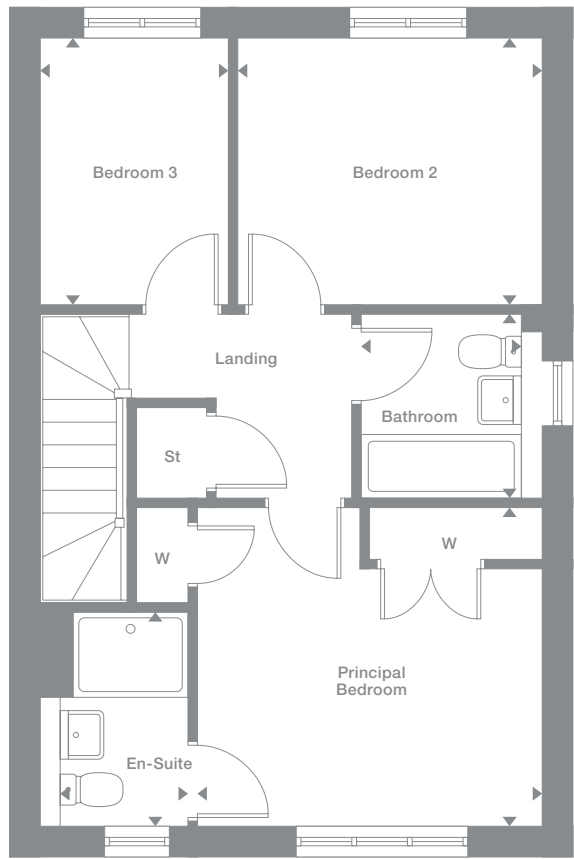 Bedroom 3
Bedroom 2
Landing
Bathroom
St
W
W
Principal
Bedroom
En-Suite